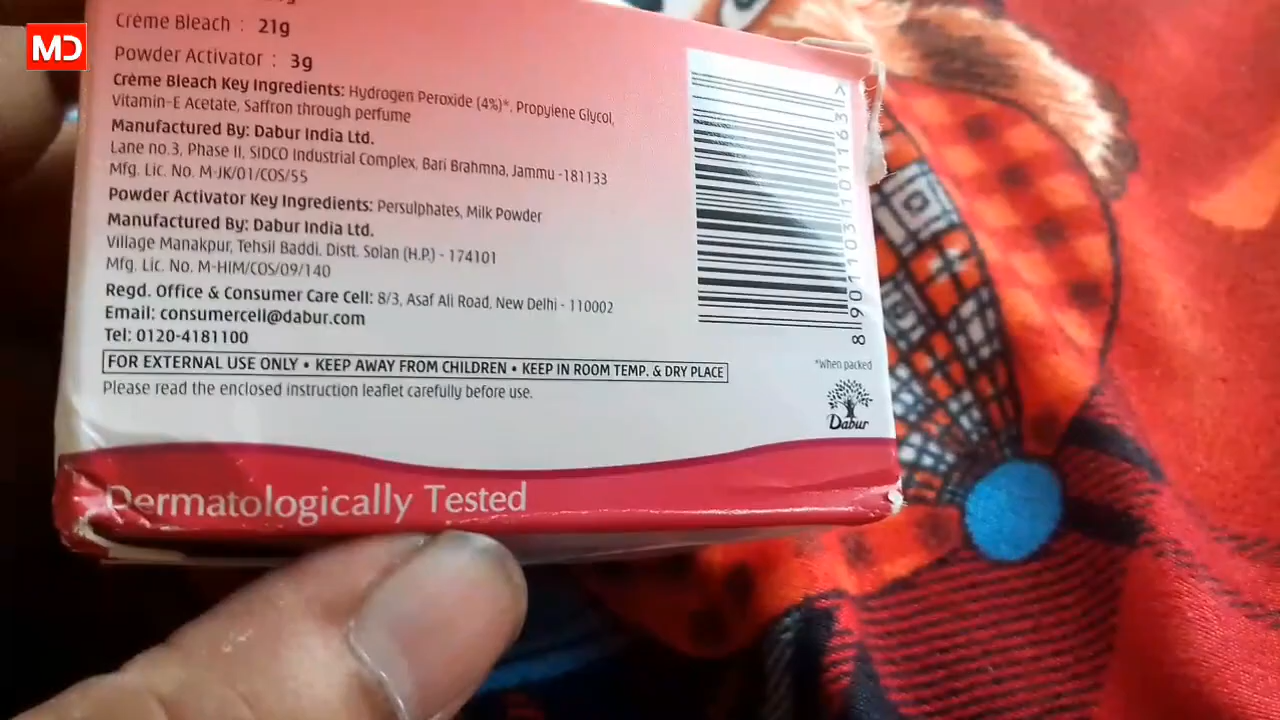 MD
Crème Bleach : 21g
Powder Activator : 3g
Crème Bleach Key Ingredients: Hydrogen Peroxide (4%)*, Propylene Glycol,
Vitamin-E Acetate, Saffron through perfume
Manufactured By: Dabur India Ltd.
Lane no.3, Phase II, SIDCO Industrial Complex, Bari Brahmna, Jammu -181133
Mfg. Lic. No. M-JK/01/COS/55
Powder Activator Key Ingredients: Persulphates, Milk Powder
Manufactured By: Dabur India Ltd.
Village Manakpur, Tehsil Baddi, Distt. Solan (H.P.) - 174101
Mfg. Lic. No. M-HIM/COS/09/140
Regd. Office & Consumer Care Cell: 8/3, Asaf Ali Road, New Delhi - 110002
Email: consumercell@dabur.com
Tel: 0120-4181100
FOR EXTERNAL USE ONLY • KEEP AWAY FROM CHILDREN • KEEP IN ROOM TEMP. & DRY PLACE
Please read the enclosed instruction leaflet carefully before use.
8 901103 101163 >
*When packed
Dabur
Dermatologically Tested